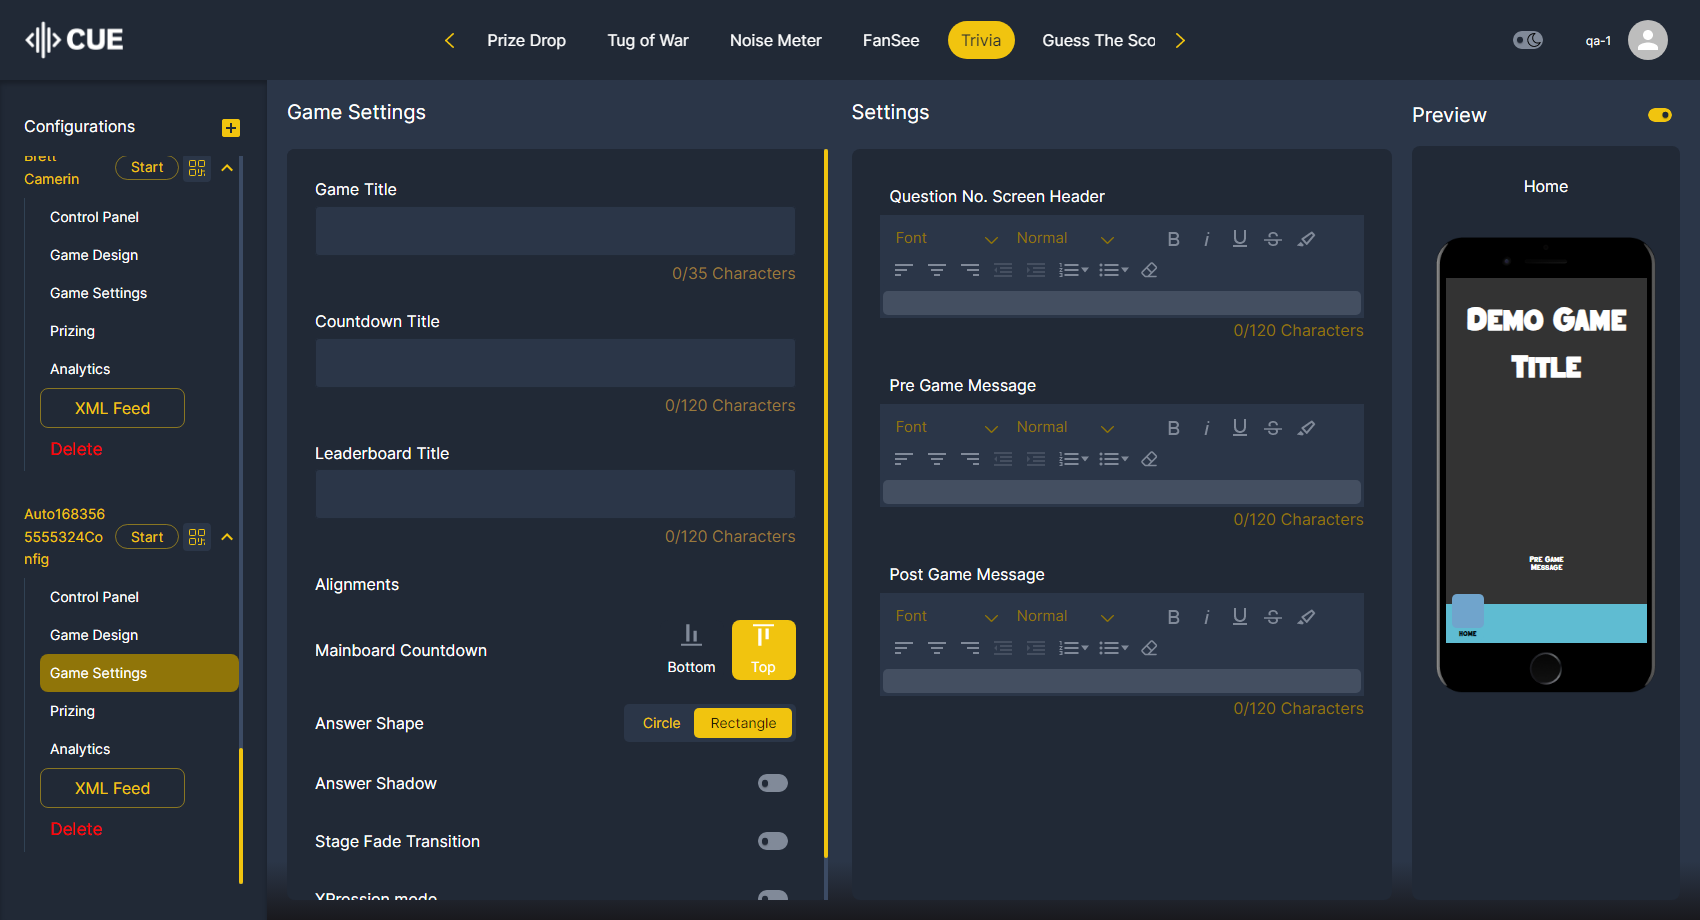 CUE
Prize Drop
Tug of War
Noise Meter
FanSee
Trivia
Guess The Sco
qa-1
Configurations
Brett
Camerin
Start
Control Panel
Game Design
Game Settings
Prizing
Analytics
XML Feed
Delete
Auto168356
5555324Co
nfig
Start
Control Panel
Game Design
Game Settings
Prizing
Analytics
XML Feed
Delete
Game Settings
Game Title
0/35 Characters
Countdown Title
0/120 Characters
Leaderboard Title
0/120 Characters
Alignments
Mainboard Countdown
Bottom
Top
Answer Shape
Circle
Rectangle
Answer Shadow
Stage Fade Transition
XPression mode
Settings
Question No. Screen Header
Font
Normal
0/120 Characters
Pre Game Message
Font
Normal
0/120 Characters
Post Game Message
Font
Normal
0/120 Characters
Preview
Home
Demo Game
Title
Pre Game
Message
Home